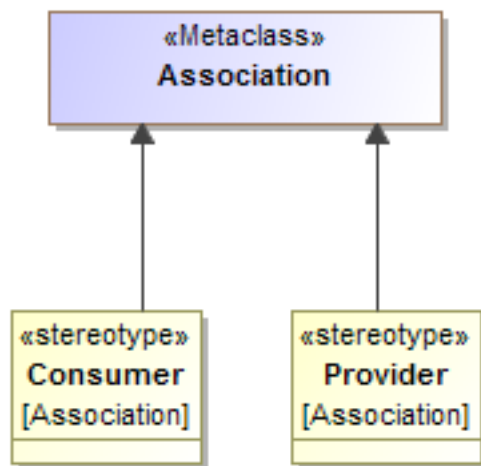 «Metaclass»
Association
«stereotype»
Consumer
[Association]
«stereotype»
Provider
[Association]